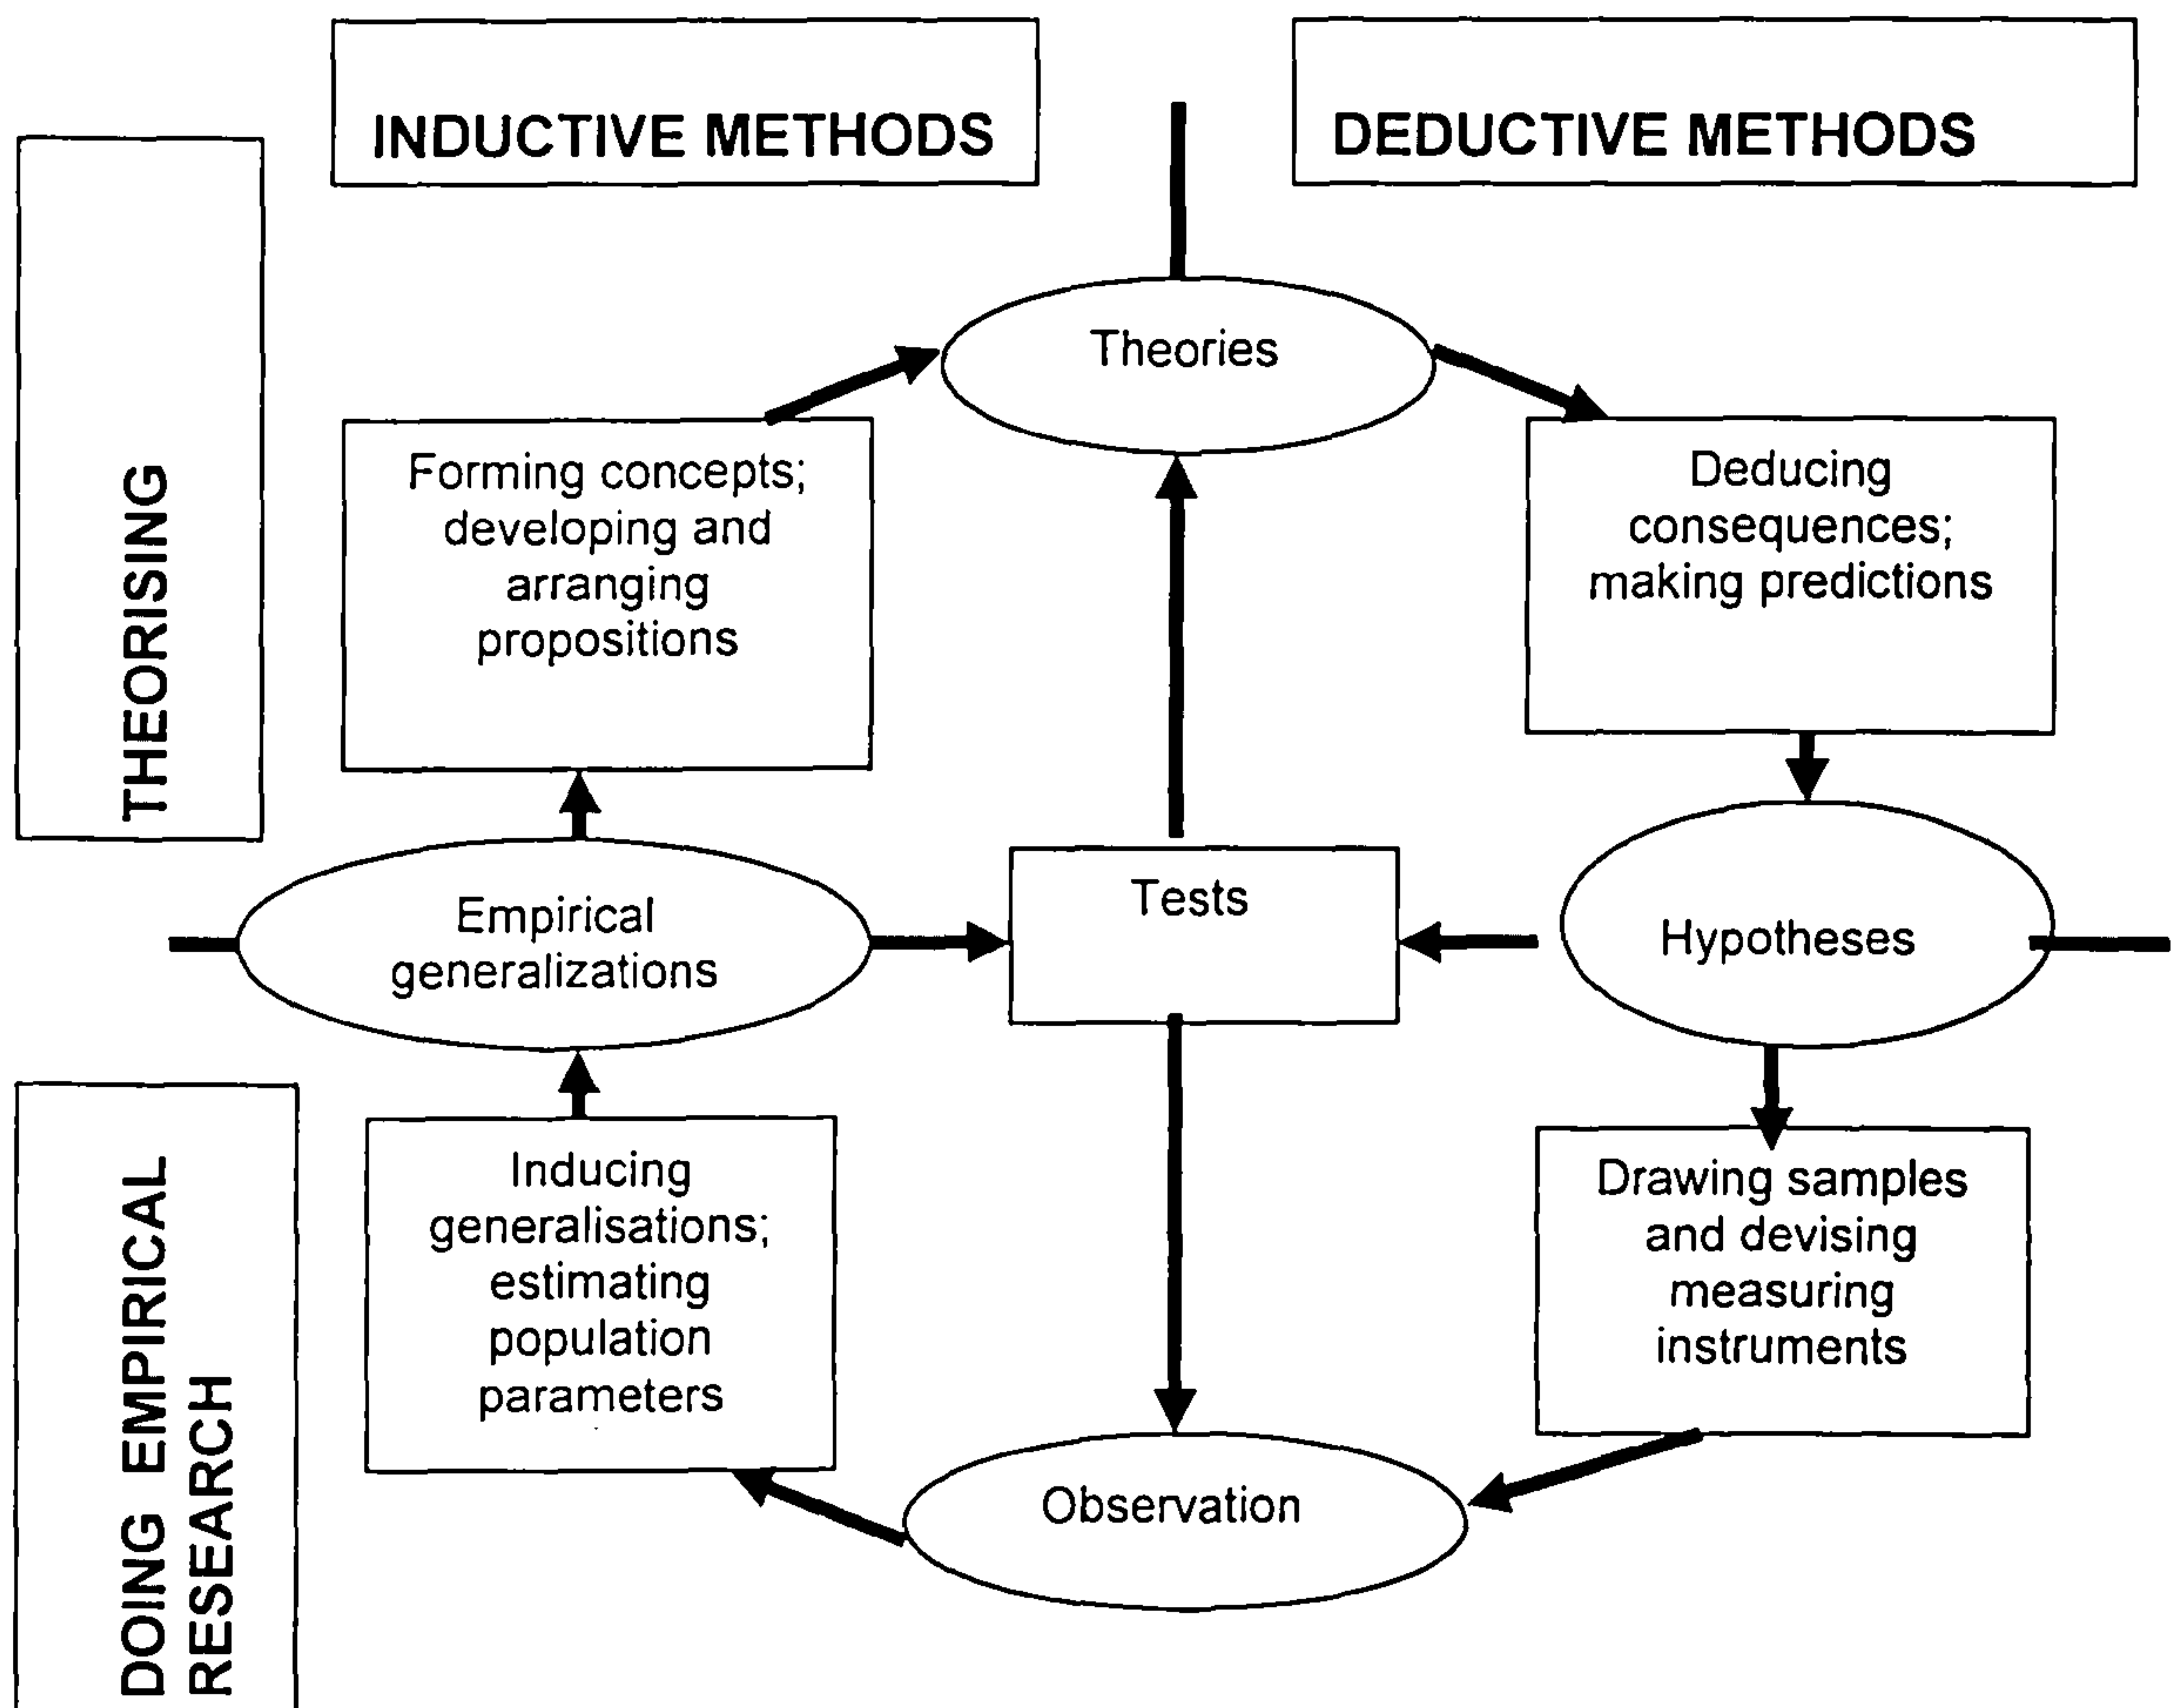 INDUCTIVE METHODS
DEDUCTIVE METHODS
THEORISING
Theories
Forming concepts;
developing and
arranging
propositions
Deducing
consequences;
making predictions
Empirical
generalizations
Tests
Hypotheses
DOING EMPIRICAL
RESEARCH
Inducing
generalisations;
estimating
population
parameters
Drawing samples
and devising
measuring
instruments
Observation